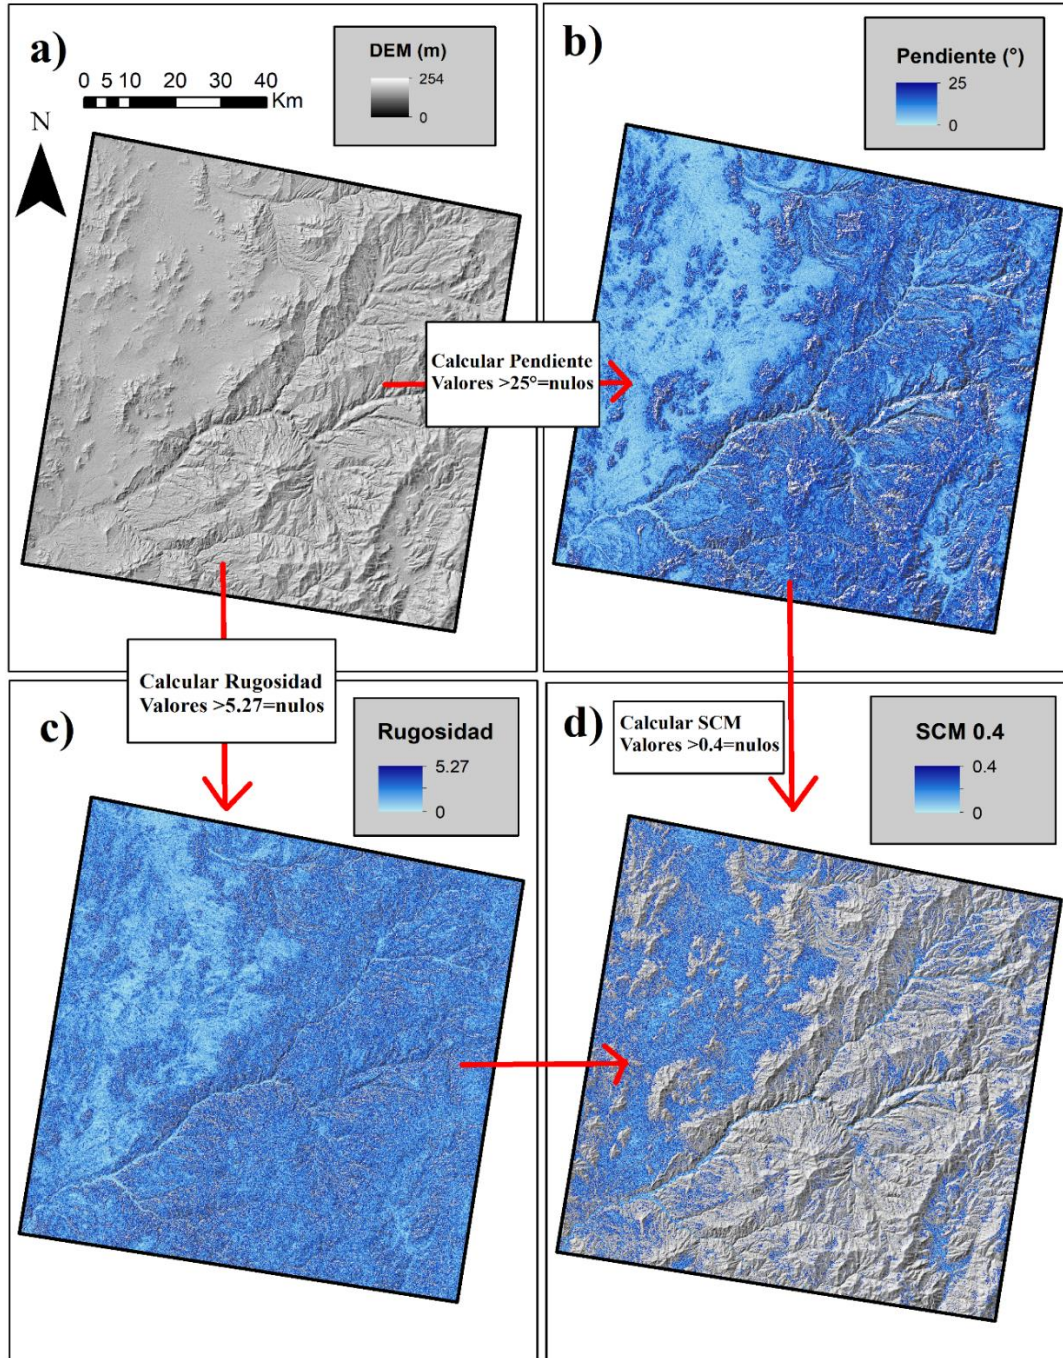 a)
DEM (m)
254
0
0 5 10 20 30 40
Km
N
b)
Pendiente (°)
25
0
Calcular Pendiente
Valores >25°=nulos
Calcular Rugosidad
Valores >5.27=nulos
c)
Rugosidad
5.27
0
Calcular SCM
Valores >0.4=nulos
d)
SCM 0.4
0.4
0